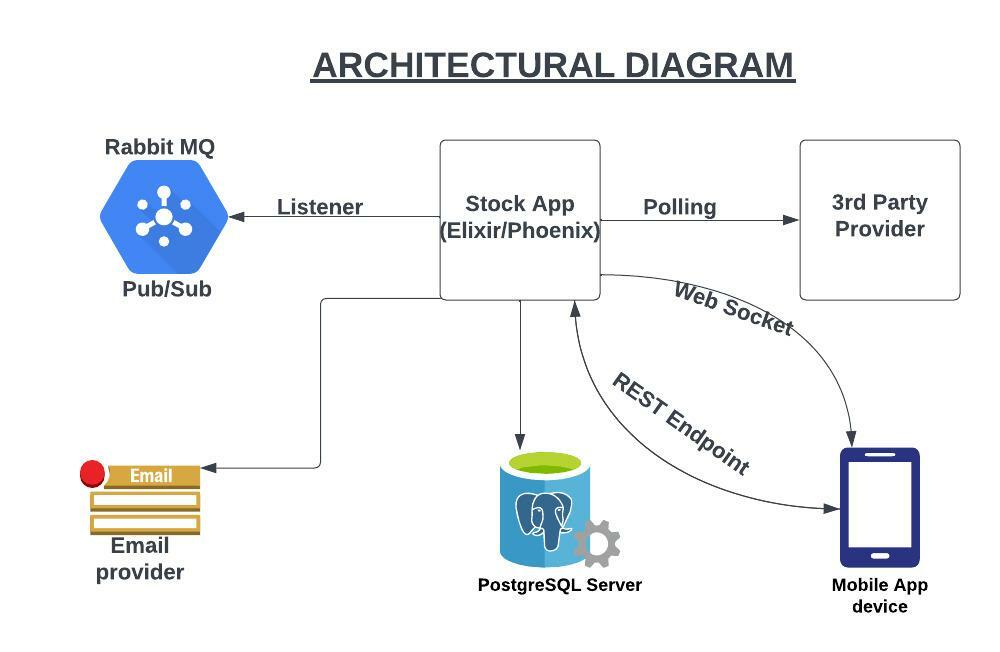 ARCHITECTURAL DIAGRAM
Rabbit MQ
Listener
Pub/Sub
Stock App
(Elixir/Phoenix)
Polling
3rd Party
Provider
Web Socket
REST Endpoint
Email
Email
provider
PostgreSQL Server
Mobile App
device